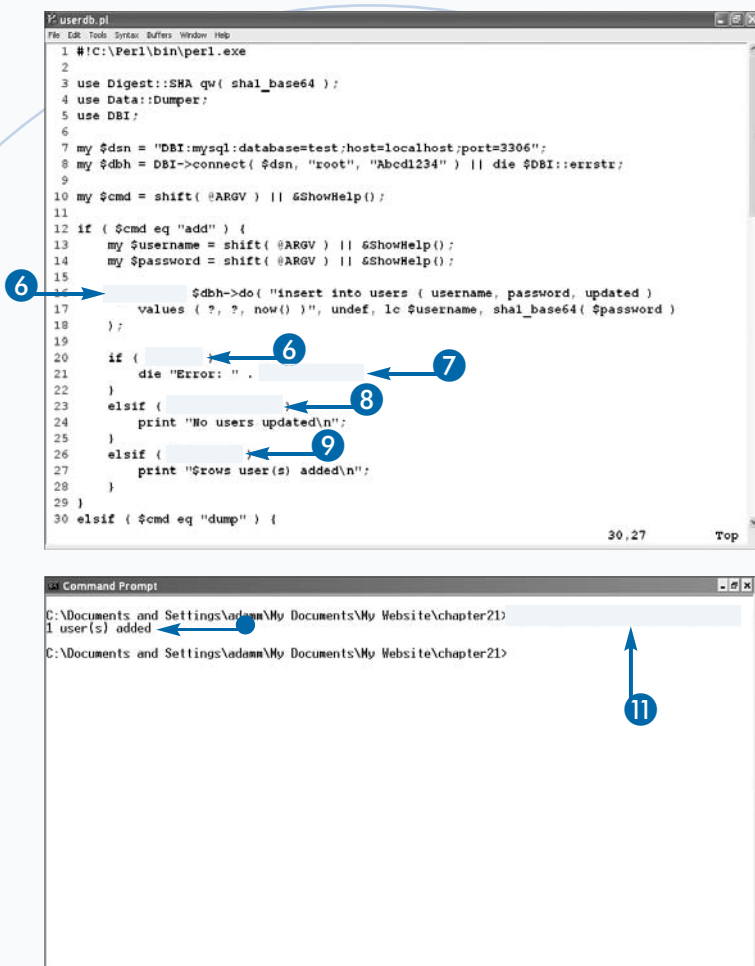 userdb.pl
File Edit Tools Syntax Buffers Window Help
1 #!C:\Perl\bin\perl.exe
2
3 use Digest::SHA qw( sha1_base64 );
4 use Data::Dumper;
5 use DBI;
6
7 my $dsn = "DBI:mysql:database=test;host=localhost;port=3306";
8 my $dbh = DBI->connect( $dsn, "root", "Abcd1234" ) || die $DBI::errstr;
9
10 my $cmd = shift( @ARGV ) || &ShowHelp();
11
12 if ( $cmd eq "add" ) {
13 my $username = shift( @ARGV ) || &ShowHelp();
14 my $password = shift( @ARGV ) || &ShowHelp();
15
6
16 $dbh->do( "insert into users ( username, password, updated )
17 values ( ?, ?, now() )", undef, lc $username, sha1_base64( $password )
18 );
19
20 if ( ) 6
21 die "Error: " . 7
22 }
23 elsif ( ) 8
24 print "No users updated\n";
25 }
26 elsif ( ) 9
27 print "$rows user(s) added\n";
28 }
29 }
30 elsif ( $cmd eq "dump" ) {
30,27 Top
Command Prompt
C:\Documents and Settings\adamm\My Documents\My Website\chapter21>
1 user(s) added
C:\Documents and Settings\adamm\My Documents\My Website\chapter21>
11